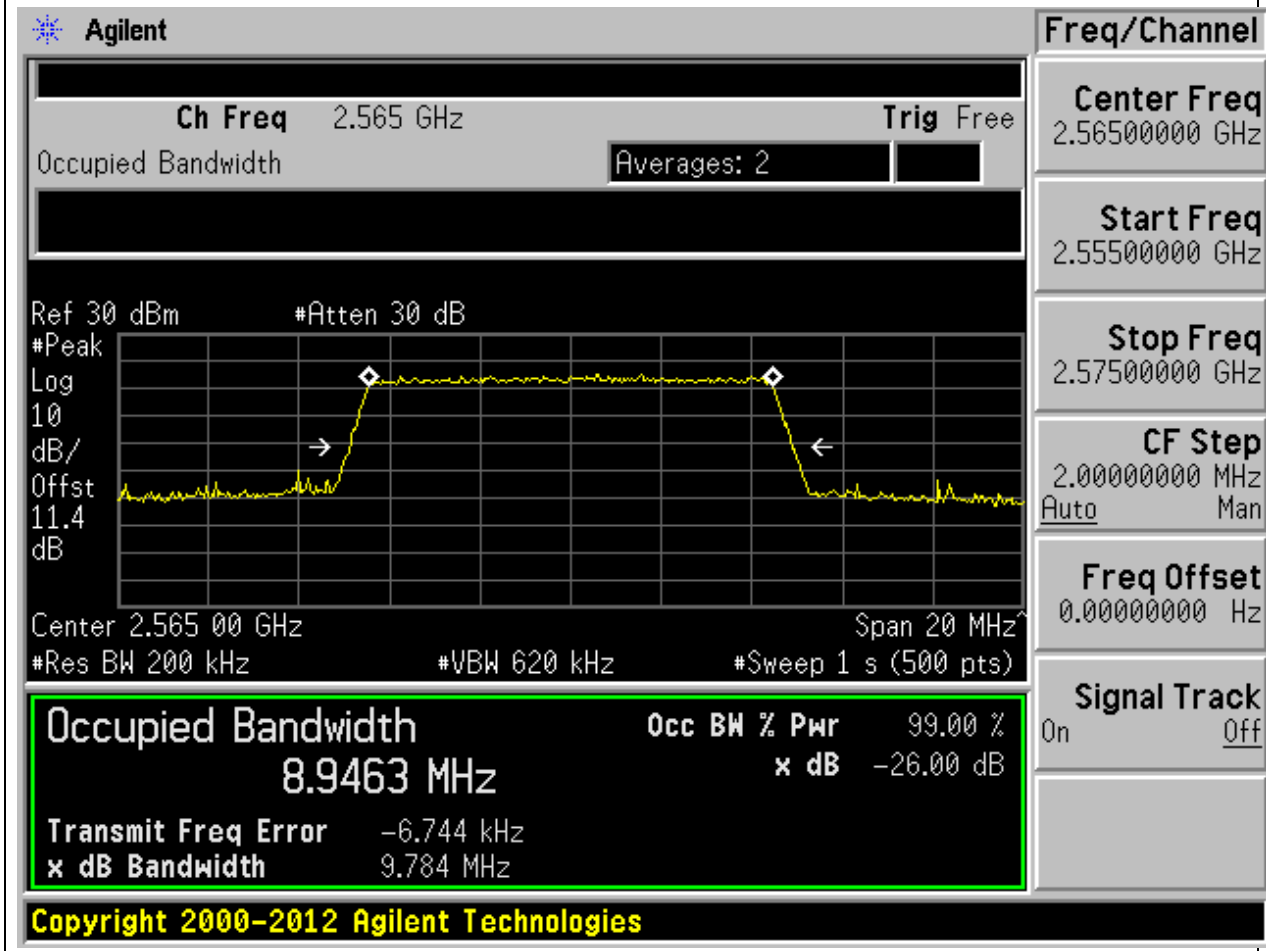 Agilent
Freq/Channel
Ch Freq 2.565 GHz Trig Free
Occupied Bandwidth Averages: 2
Ref 30 dBm #Atten 30 dB
#Peak
Log
10
dB/
Offst
11.4
dB
Center 2.565 00 GHz Span 20 MHz^
#Res BW 200 kHz #VBW 620 kHz #Sweep 1 s (500 pts)
Occupied Bandwidth Occ BW % Pwr 99.00 %
8.9463 MHz x dB -26.00 dB
Transmit Freq Error -6.744 kHz
x dB Bandwidth 9.784 MHz
Center Freq
2.56500000 GHz
Start Freq
2.55500000 GHz
Stop Freq
2.57500000 GHz
CF Step
2.00000000 MHz
Auto Man
Freq Offset
0.00000000 Hz
Signal Track
On Off
Copyright 2000-2012 Agilent Technologies